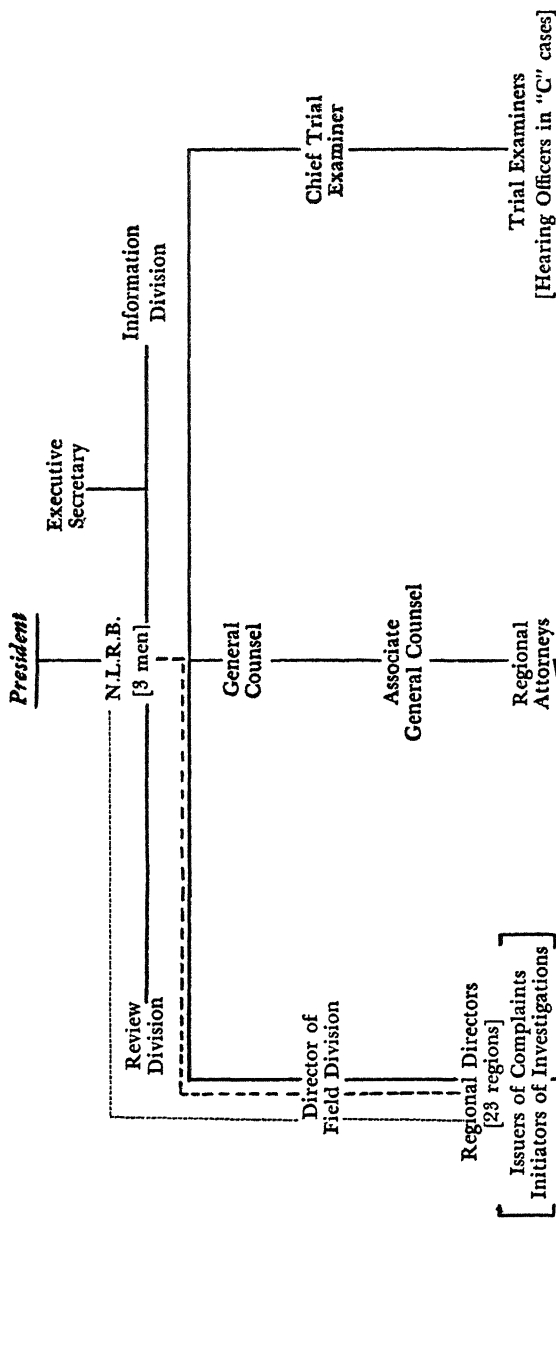 President
N.L.R.B.
[3 men]
Executive
Secretary
Review
Division
Information
Division
Director of
Field Division
General
Counsel
Chief Trial
Examiner
Associate
General Counsel
Regional Directors
[23 regions]
Issuers of Complaints
Initiators of Investigations
Regional
Attorneys
Trial Examiners
[Hearing Officers in "C" cases]